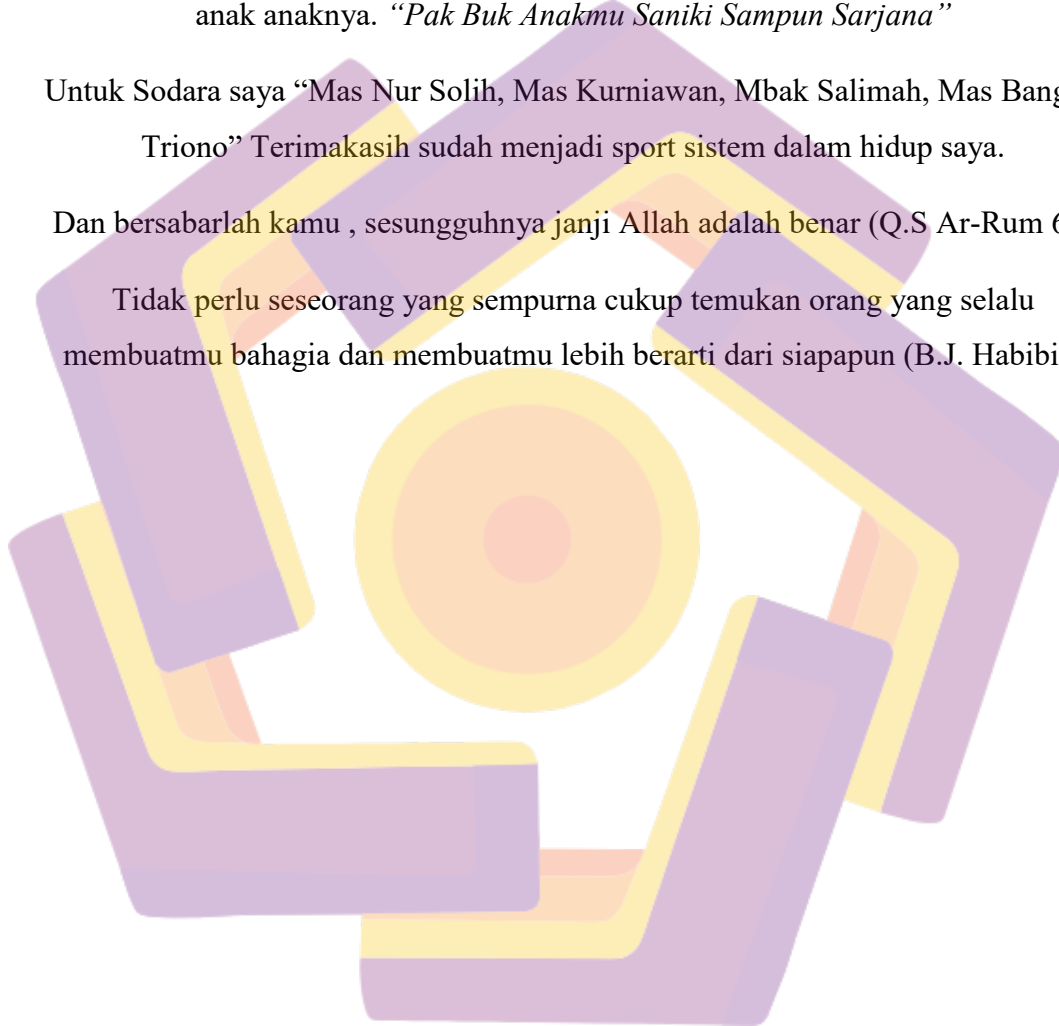 anak anaknya. “Pak Buk Anakmu Saniki Sampun Sarjana”
Untuk Sodara saya “Mas Nur Solih, Mas Kurniawan, Mbak Salimah, Mas Bang
Triono” Terimakasih sudah menjadi sport sistem dalam hidup saya.
Dan bersabarlah kamu , sesungguhnya janji Allah adalah benar (Q.S Ar-Rum
Tidak perlu seseorang yang sempurna cukup temukan orang yang selalu
membuatmu bahagia dan membuatmu lebih berarti dari siapapun (B.J. Habibi